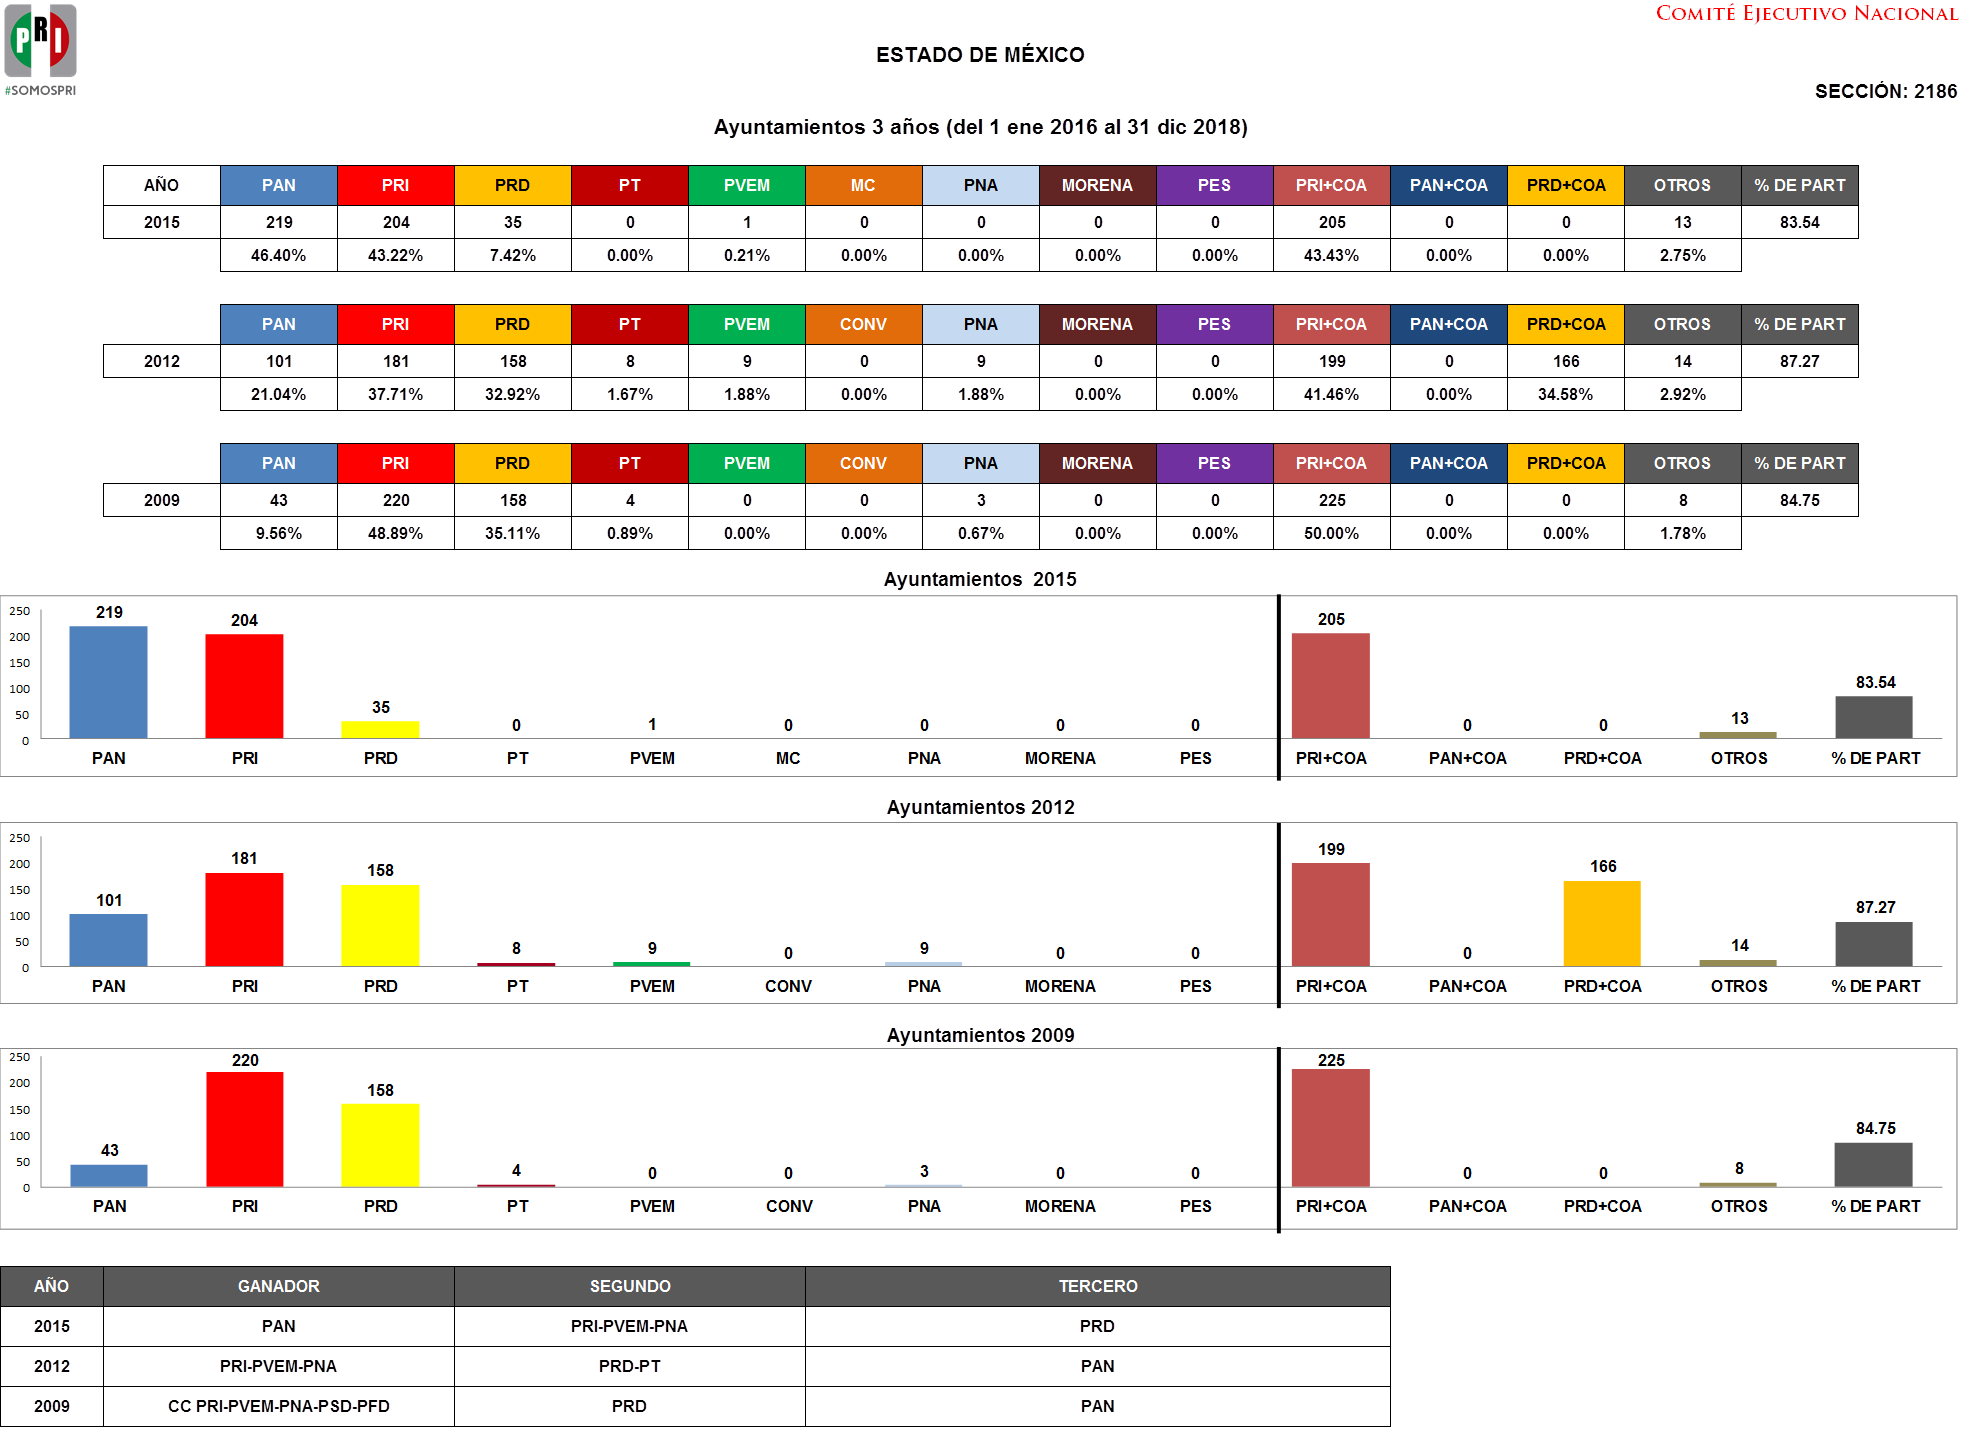 PRI
#SOMOSPRI
COMITÉ EJECUTIVO NACIONAL
ESTADO DE MÉXICO
SECCIÓN: 2186
Ayuntamientos 3 años (del 1 ene 2016 al 31 dic 2018)
AÑO PAN PRI PRD PT PVEM MC PNA MORENA PES PRI+COA PAN+COA PRD+COA OTROS % DE PART
2015 219 204 35 0 1 0 0 0 0 205 0 0 13 83.54
46.40% 43.22% 7.42% 0.00% 0.21% 0.00% 0.00% 0.00% 0.00% 43.43% 0.00% 0.00% 2.75%
PAN PRI PRD PT PVEM CONV PNA MORENA PES PRI+COA PAN+COA PRD+COA OTROS % DE PART
2012 101 181 158 8 9 0 9 0 0 199 0 166 14 87.27
21.04% 37.71% 32.92% 1.67% 1.88% 0.00% 1.88% 0.00% 0.00% 41.46% 0.00% 34.58% 2.92%
PAN PRI PRD PT PVEM CONV PNA MORENA PES PRI+COA PAN+COA PRD+COA OTROS % DE PART
2009 43 220 158 4 0 0 3 0 0 225 0 0 8 84.75
9.56% 48.89% 35.11% 0.89% 0.00% 0.00% 0.67% 0.00% 0.00% 50.00% 0.00% 0.00% 1.78%
Ayuntamientos 2015
250
200
150
100
50
0
219 204 35 0 1 0 0 0 0 205 0 0 13 83.54
PAN PRI PRD PT PVEM MC PNA MORENA PES PRI+COA PAN+COA PRD+COA OTROS % DE PART
Ayuntamientos 2012
250
200
150
100
50
0
101 181 158 8 9 0 9 0 0 199 0 166 14 87.27
PAN PRI PRD PT PVEM CONV PNA MORENA PES PRI+COA PAN+COA PRD+COA OTROS % DE PART
Ayuntamientos 2009
250
200
150
100
50
0
43 220 158 4 0 0 3 0 0 225 0 0 8 84.75
PAN PRI PRD PT PVEM CONV PNA MORENA PES PRI+COA PAN+COA PRD+COA OTROS % DE PART
AÑO GANADOR SEGUNDO TERCERO
2015 PAN PRI-PVEM-PNA PRD
2012 PRI-PVEM-PNA PRD-PT PAN
2009 CC PRI-PVEM-PNA-PSD-PFD PRD PAN